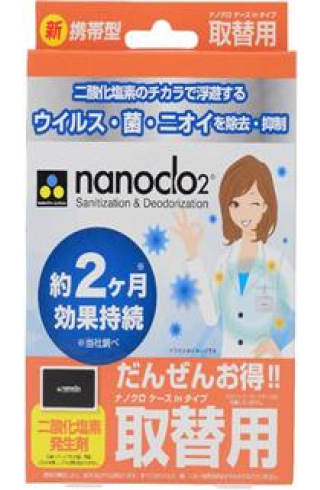 新 携帯型
ナノクロ ケース in タイプ
取替用
二酸化塩素のチカラで浮遊する
ウイルス・菌・ニオイを除去・抑制
nanoclo2®
Sanitization & Deodorization
約2ヶ月※
効果持続
※当社調べ
nanoclo
二酸化塩素
発生剤
だんぜんお得!!
ナノクロ ケース in タイプ
取替用